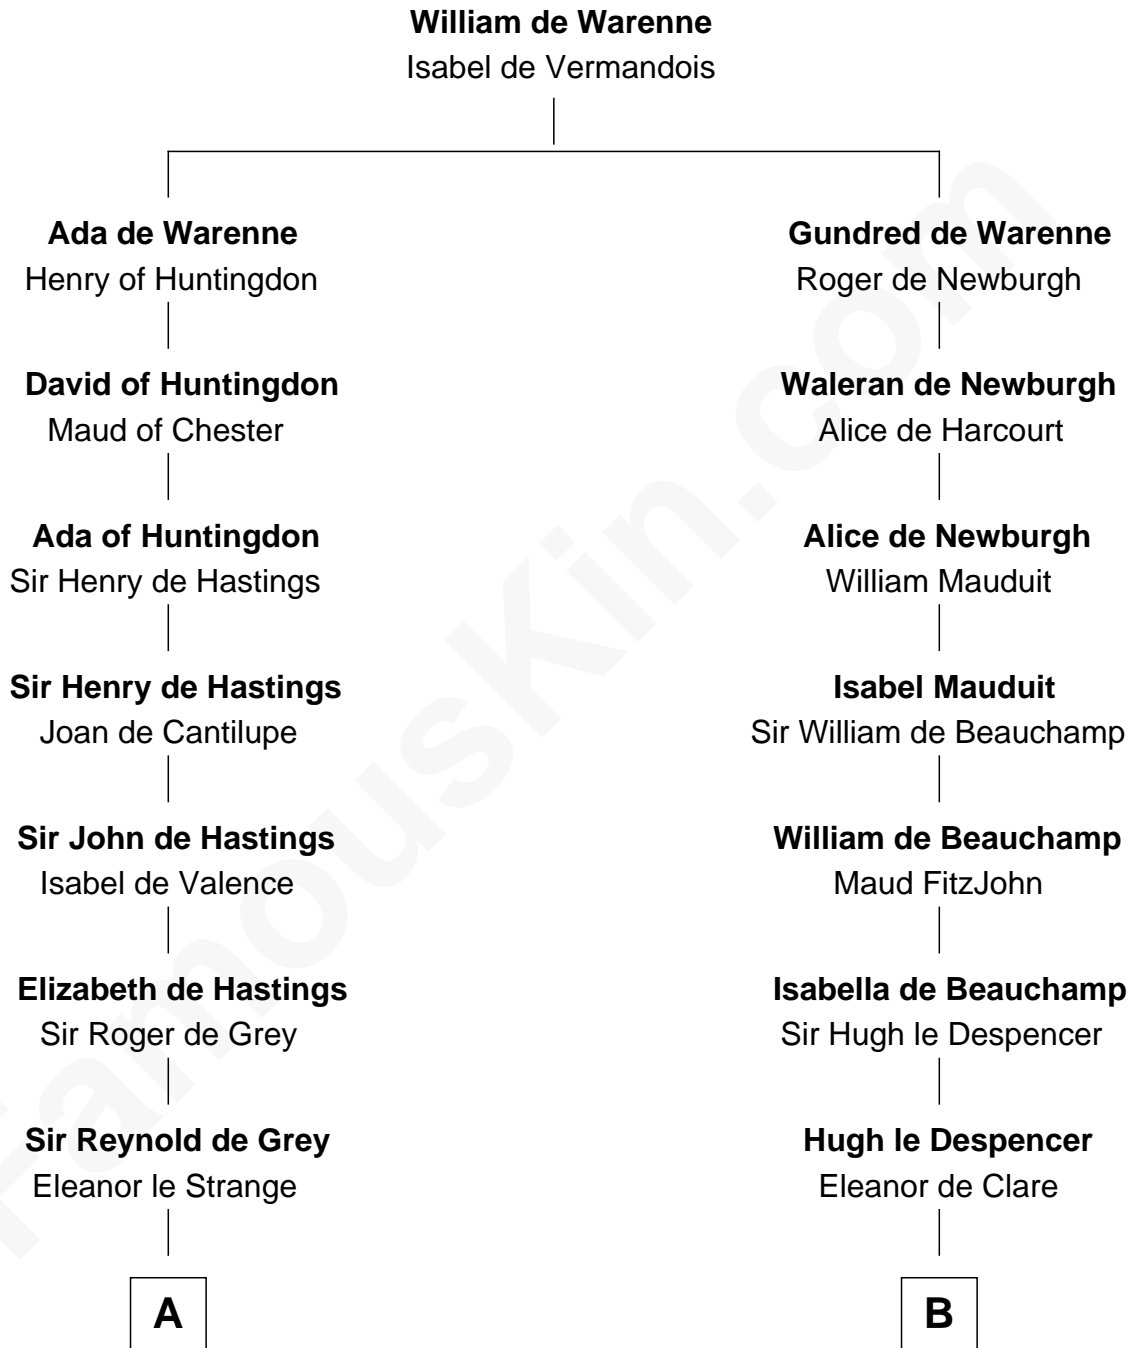 William de Warenne
Isabel de Vermandois
Ada de Warenne
Henry of Huntingdon
Gundred de Warenne
Roger de Newburgh
David of Huntingdon
Maud of Chester
Waleran de Newburgh
Alice de Harcourt
Ada of Huntingdon
Sir Henry de Hastings
Alice de Newburgh
William Mauduit
Sir Henry de Hastings
Joan de Cantilupe
Isabel Mauduit
Sir William de Beauchamp
Sir John de Hastings
Isabel de Valence
William de Beauchamp
Maud FitzJohn
Elizabeth de Hastings
Sir Roger de Grey
Isabella de Beauchamp
Sir Hugh le Despencer
Sir Reynold de Grey
Eleanor le Strange
Hugh le Despencer
Eleanor de Clare
A
B
FamousKin.com